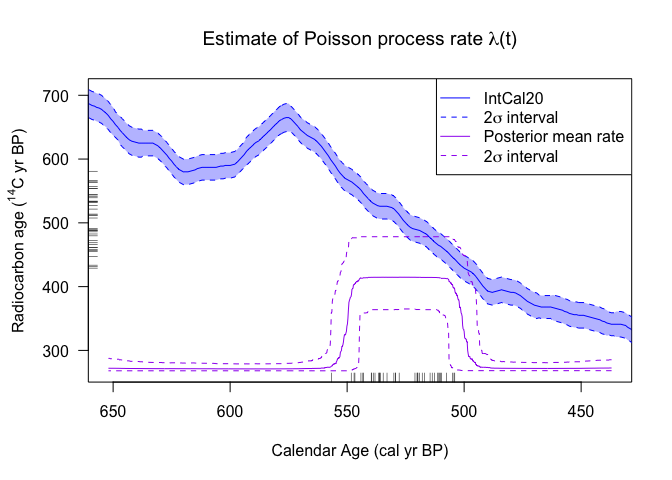 Estimate of Poisson process rate λ(t)
IntCal20
2σ interval
Posterior mean rate
2σ interval
700
600
500
400
300
Radiocarbon age (¹⁴C yr BP)
650
600
550
500
450
Calendar Age (cal yr BP)